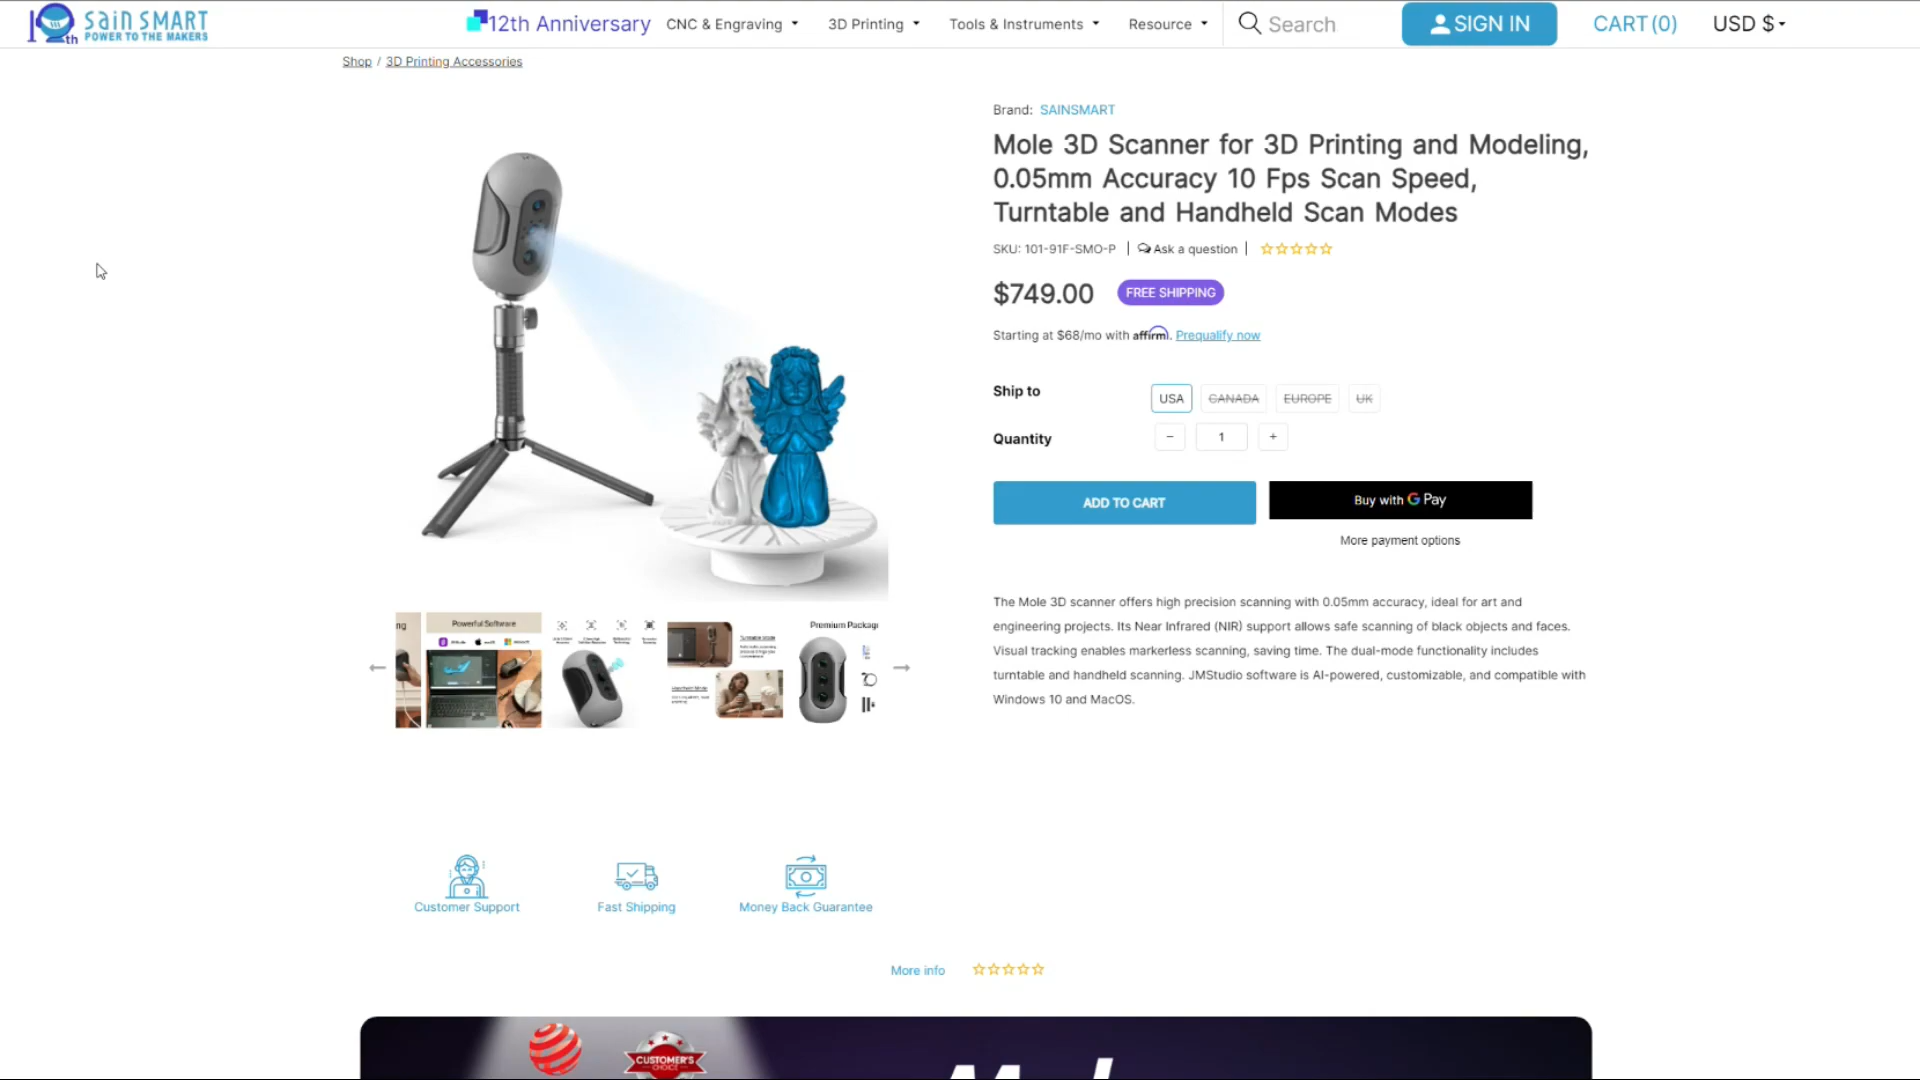 10th SainSMART
POWER TO THE MAKERS
12th Anniversary
CNC & Engraving
3D Printing
Tools & Instruments
Resource
Search
SIGN IN
CART (0)
USD $
Shop / 3D Printing Accessories
Brand: SAINSMART
Mole 3D Scanner for 3D Printing and Modeling,
0.05mm Accuracy 10 Fps Scan Speed,
Turntable and Handheld Scan Modes
SKU: 101-91F-SMO-P | Ask a question |
$749.00 FREE SHIPPING
Starting at $68/mo with affirm. Prequalify now
Ship to USA CANADA EUROPE UK
Quantity − 1 +
ADD TO CART
Buy with G Pay
More payment options
The Mole 3D scanner offers high precision scanning with 0.05mm accuracy, ideal for art and
engineering projects. Its Near Infrared (NIR) support allows safe scanning of black objects and faces.
Visual tracking enables markerless scanning, saving time. The dual-mode functionality includes
turntable and handheld scanning. JMStudio software is AI-powered, customizable, and compatible with
Windows 10 and MacOS.
ng
Powerful Software
Turntable Mode
Handheld Mode
Premium Packag
Customer Support
Fast Shipping
Money Back Guarantee
More info
CUSTOMER'S
CHOICE